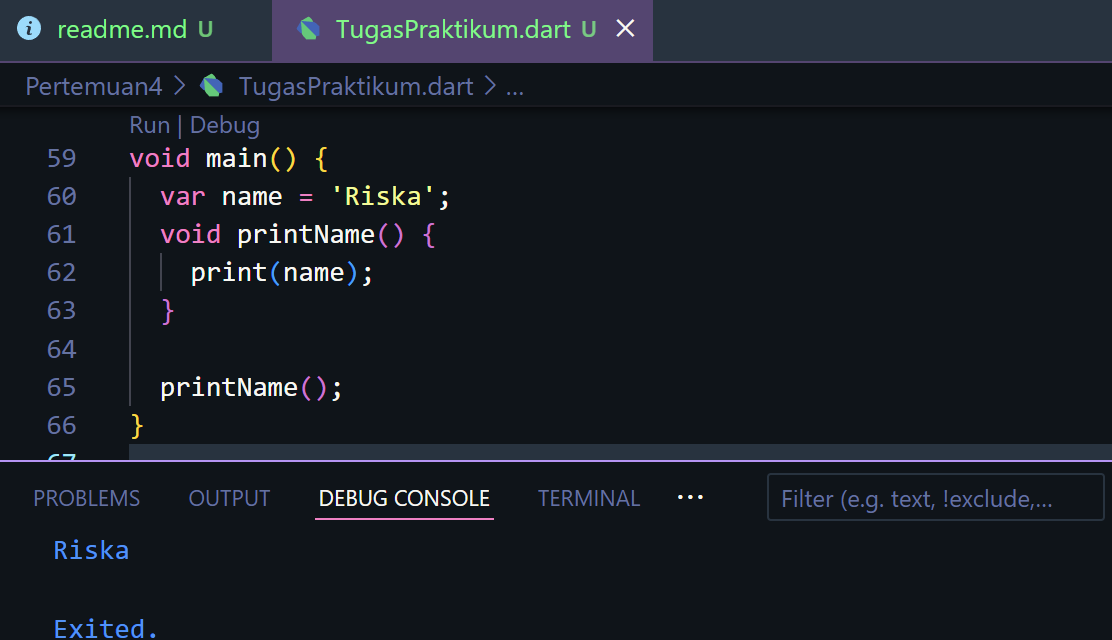 readme.md U TugasPraktikum.dart U
Pertemuan4 > TugasPraktikum.dart > ...
Run | Debug
59 void main() {
60 var name = 'Riska';
61 void printName() {
62 print(name);
63 }
64
65 printName();
66 }
67
PROBLEMS OUTPUT DEBUG CONSOLE TERMINAL ... Filter (e.g. text, !exclude,...
Riska
Exited.